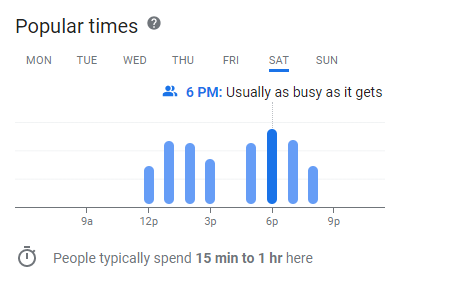 Popular times ?
MON TUE WED THU FRI SAT SUN
6 PM: Usually as busy as it gets
9a 12p 3p 6p 9p
People typically spend 15 min to 1 hr here